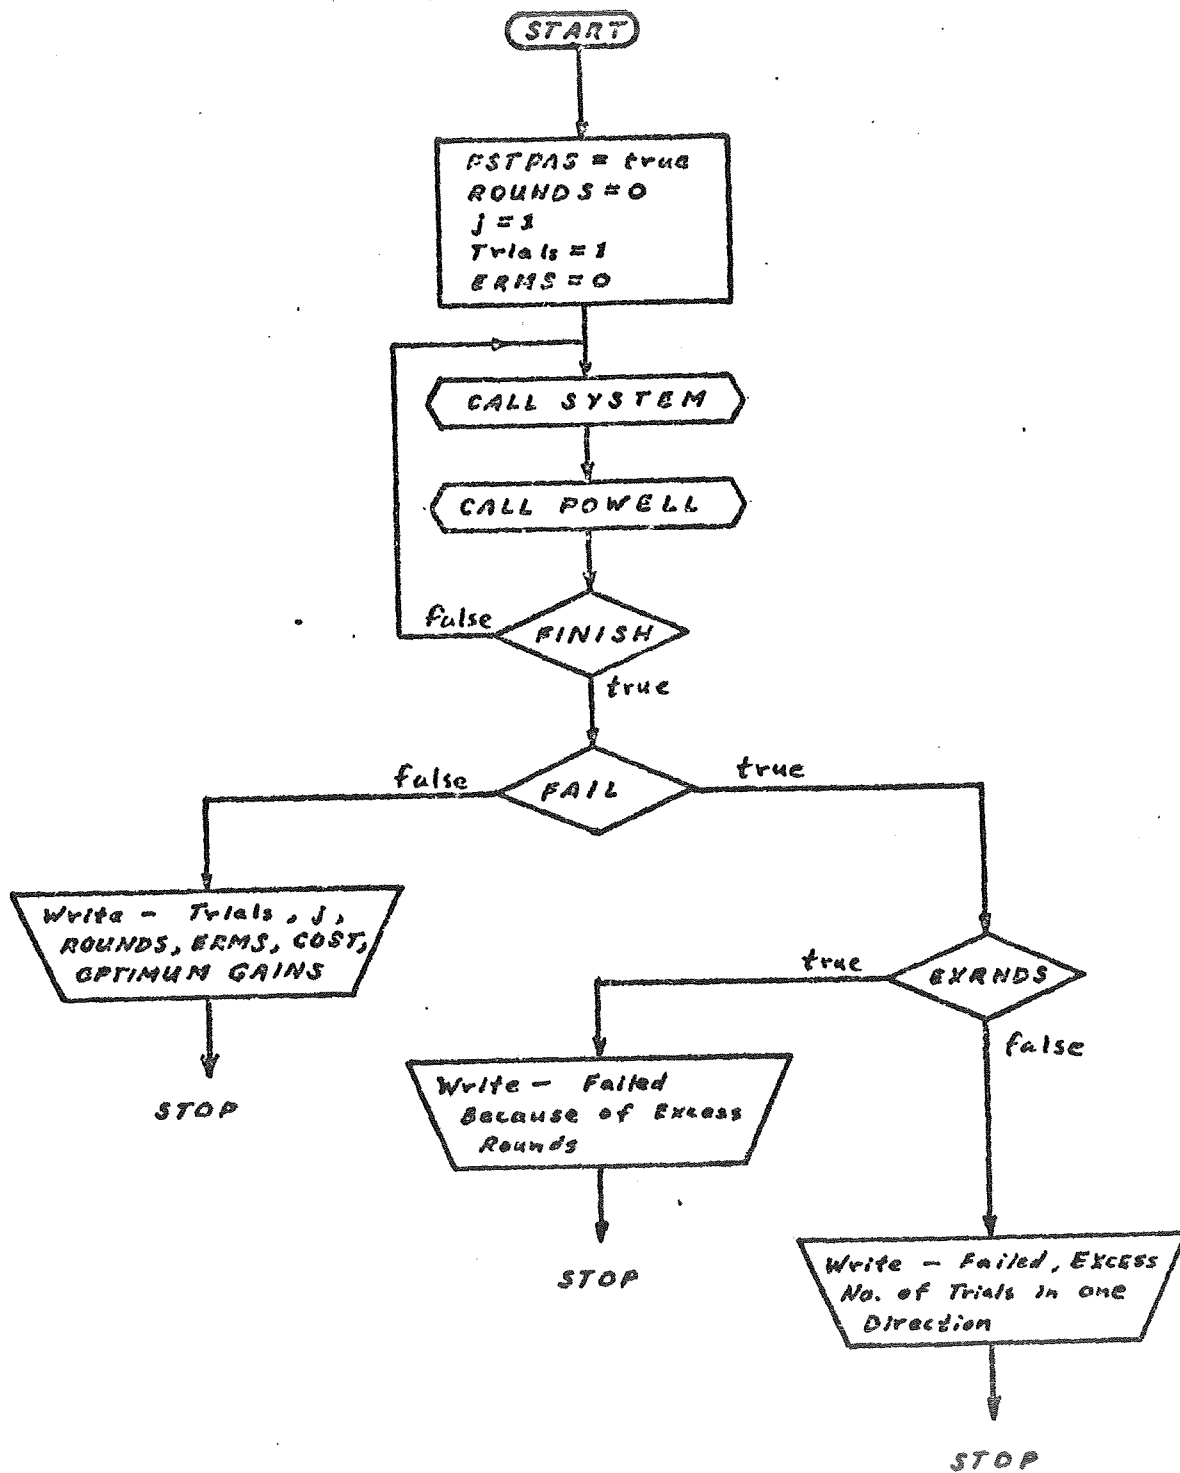 START
FSTPAS = true
ROUNDS = 0
j = 1
Trials = 1
ERMS = 0
CALL SYSTEM
CALL POWELL
false
FINISH
true
false
FAIL
true
Write - Trials, j,
ROUNDS, ERMS, COST,
OPTIMUM GAINS
STOP
true
EXRNDS
false
Write - Failed
Because of Excess
Rounds
STOP
Write - Failed, EXCESS
No. of Trials in one
Direction
STOP